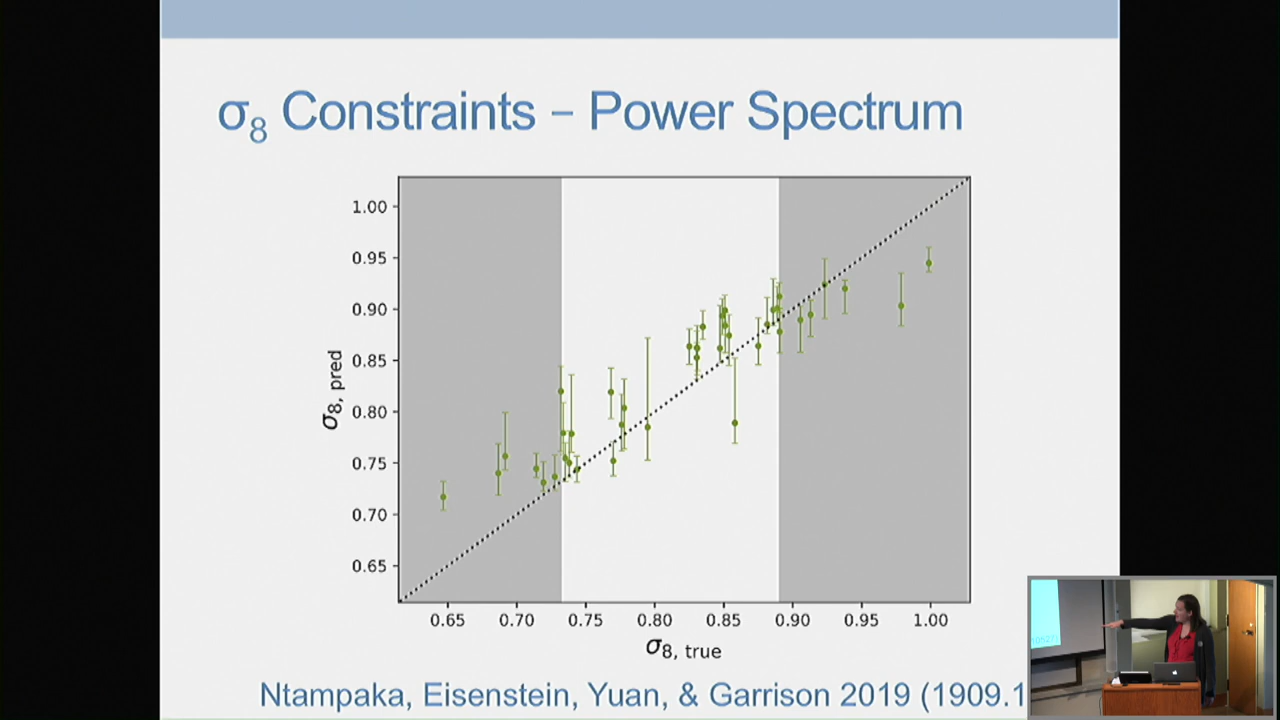 σ8 Constraints – Power Spectrum
1.00
0.95
0.90
0.85
0.80
0.75
0.70
0.65
σ8, pred
0.65 0.70 0.75 0.80 0.85 0.90 0.95 1.00
σ8, true
Ntampaka, Eisenstein, Yuan, & Garrison 2019 (1909.1